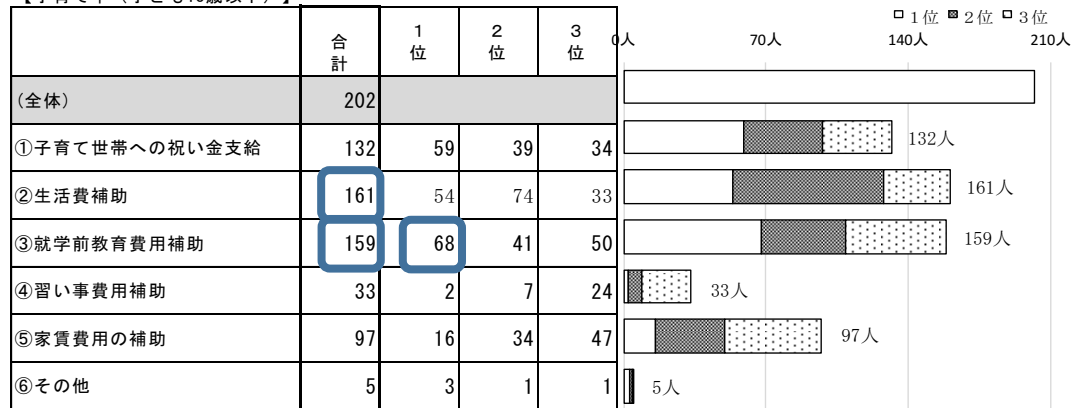 合計 1位 2位 3位
□1位 ■2位 □3位
0人 70人 140人 210人
(全体) 202
①子育て世帯への祝い金支給 132 59 39 34 132人
②生活費補助 161 54 74 33 161人
③就学前教育費用補助 159 68 41 50 159人
④習い事費用補助 33 2 7 24 33人
⑤家賃費用の補助 97 16 34 47 97人
⑥その他 5 3 1 1 5人